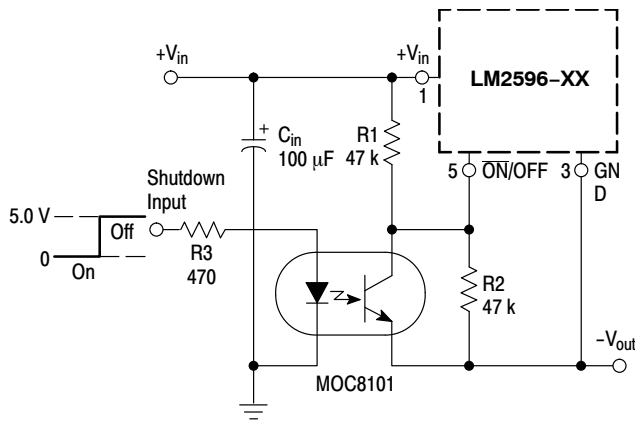 +Vin
+Vin
1
LM2596–XX
Cin
100 µF
+
R1
47 k
5
ON/OFF
3
GN
D
Shutdown
Input
5.0 V
Off
0
On
R3
470
R2
47 k
–Vout
MOC8101